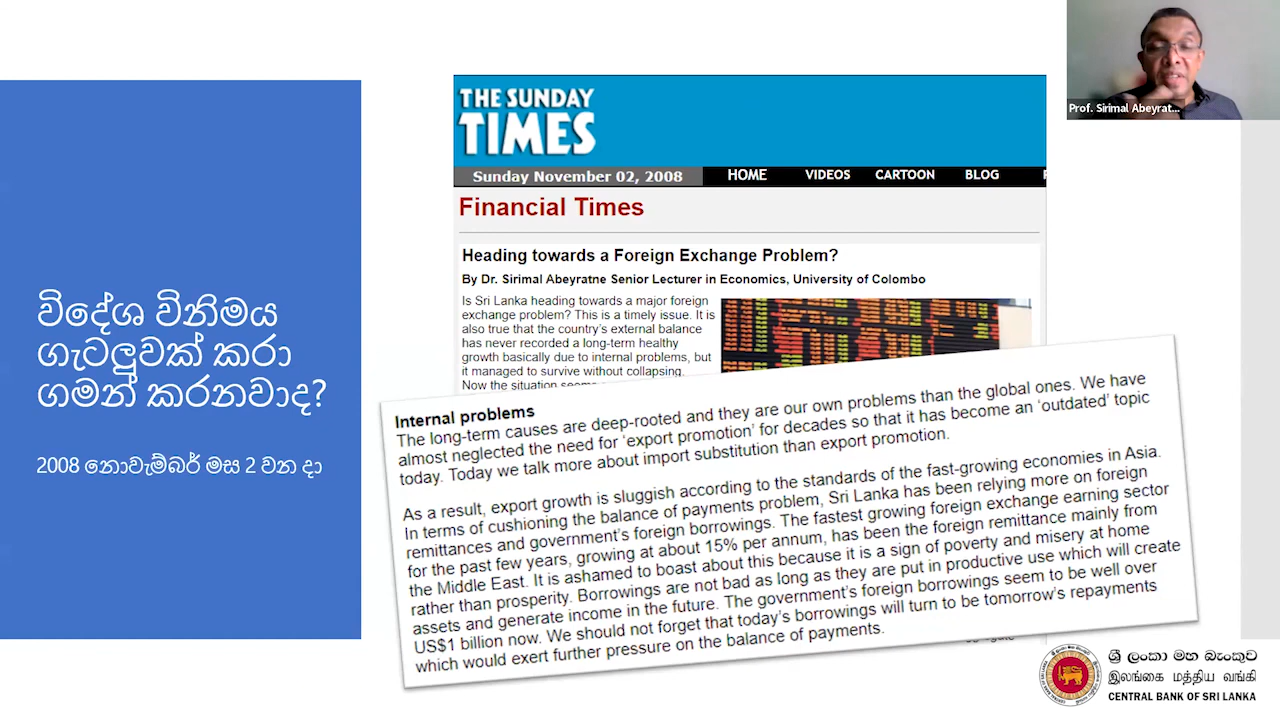 විදේශ විනිමය
ගැටලුවක් කරා
ගමන් කරනවාද?
2008 නොවැම්බර් මස 2 වන දා
THE SUNDAY
TIMES
Sunday November 02, 2008
HOME VIDEOS CARTOON BLOG
Financial Times
Heading towards a Foreign Exchange Problem?
By Dr. Sirimal Abeyratne Senior Lecturer in Economics, University of Colombo
Is Sri Lanka heading towards a major foreign
exchange problem? This is a timely issue. It is
also true that the country's external balance
has never recorded a long-term healthy
growth basically due to internal problems, but
it managed to survive without collapsing.
Now the situation
Internal problems
The long-term causes are deep-rooted and they are our own problems than the global ones. We have
almost neglected the need for 'export promotion' for decades so that it has become an 'outdated' topic
today. Today we talk more about import substitution than export promotion.
As a result, export growth is sluggish according to the standards of the fast-growing economies in Asia.
In terms of cushioning the balance of payments problem, Sri Lanka has been relying more on foreign
remittances and government's foreign borrowings. The fastest growing foreign exchange earning sector
for the past few years, growing at about 15% per annum, has been the foreign remittance mainly from
the Middle East. It is ashamed to boast about this because it is a sign of poverty and misery at home
rather than prosperity. Borrowings are not bad as long as they are put in productive use which will create
assets and generate income in the future. The government's foreign borrowings seem to be well over
US$1 billion now. We should not forget that today's borrowings will turn to be tomorrow's repayments
which would exert further pressure on the balance of payments.
Prof. Sirimal Abeyrat...
ශ්‍රී ලංකා මහ බැංකුව
இலங்கை மத்திய வங்கி
CENTRAL BANK OF SRI LANKA